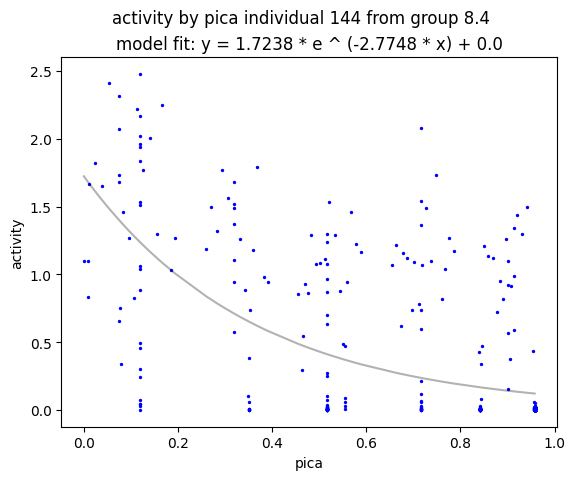 activity by pica individual 144 from group 8.4
model fit: y = 1.7238 * e ^ (-2.7748 * x) + 0.0
2.5
2.0
1.5
1.0
0.5
0.0
activity
0.0 0.2 0.4 0.6 0.8 1.0
pica